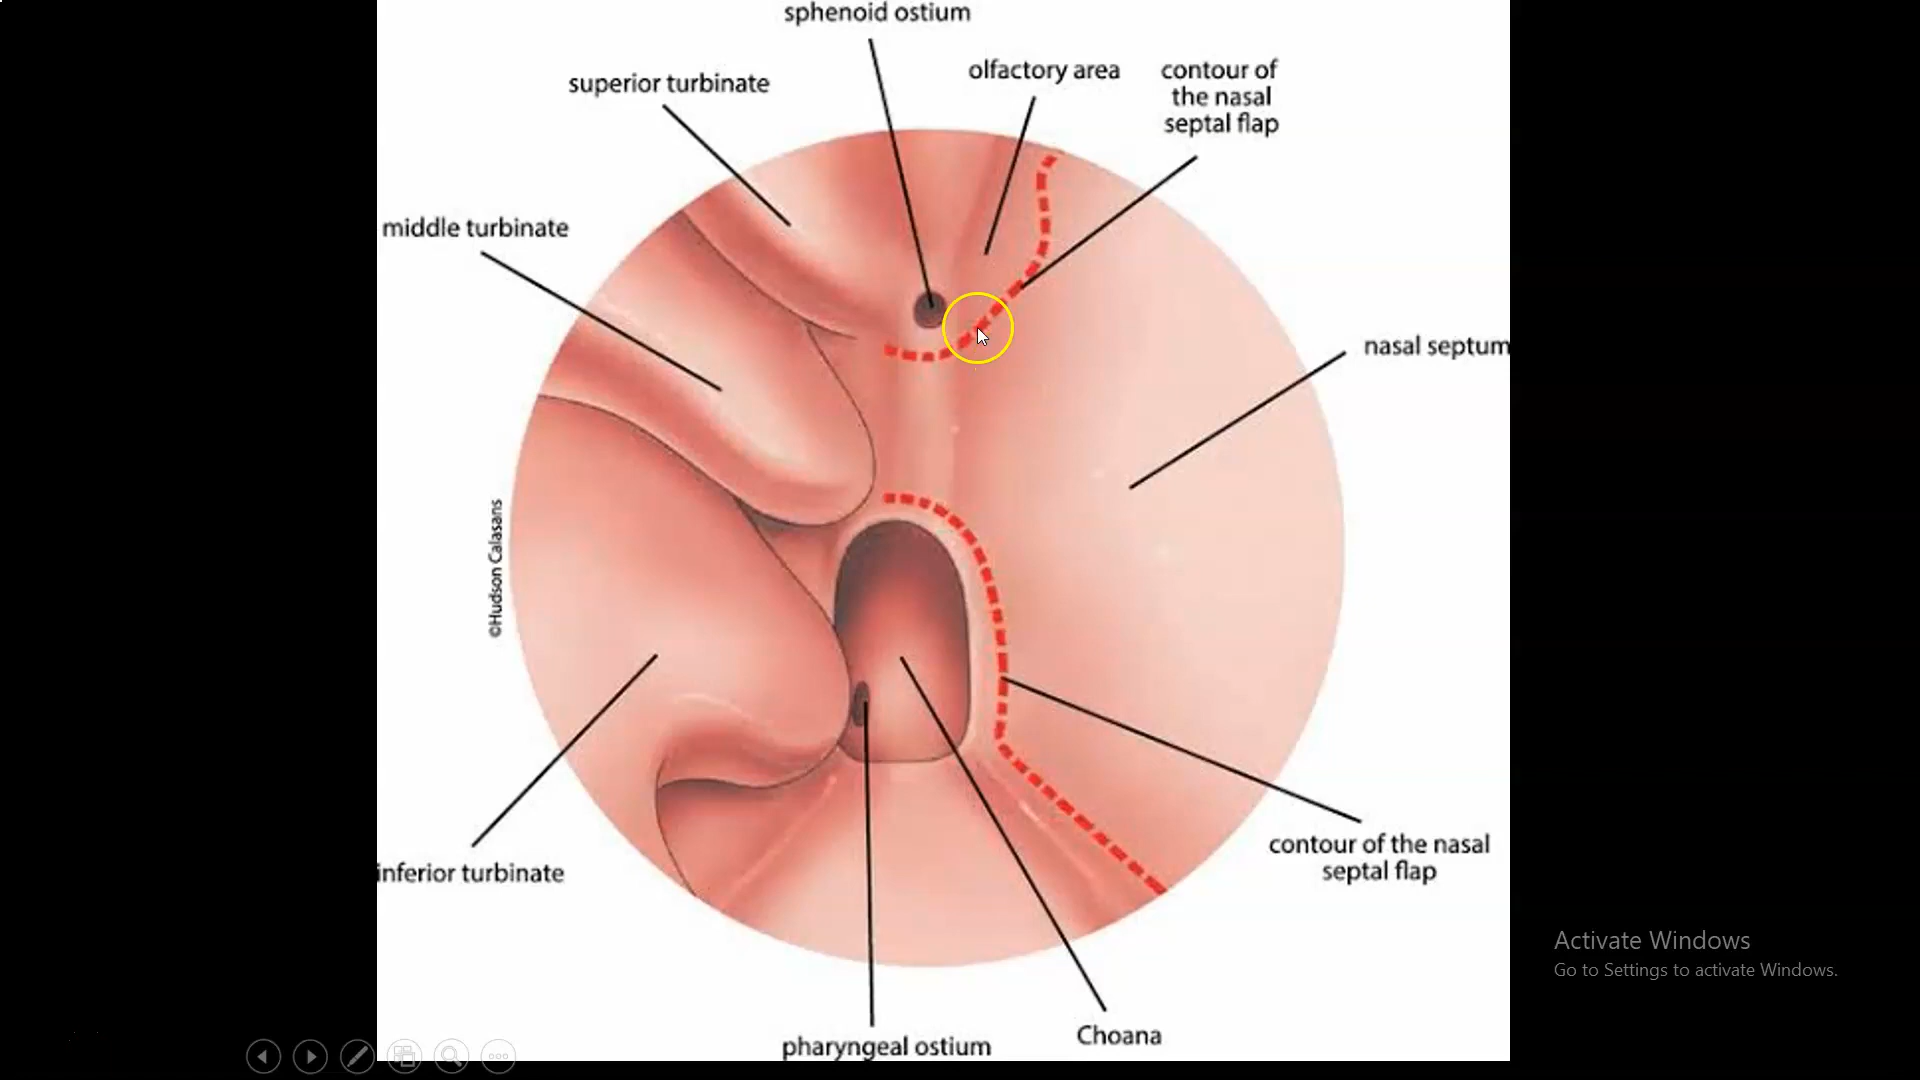 sphenoid ostium
olfactory area
contour of
the nasal
septal flap
superior turbinate
middle turbinate
nasal septum
©Hudson Calasans
contour of the nasal
septal flap
inferior turbinate
Choana
pharyngeal ostium
Activate Windows
Go to Settings to activate Windows.